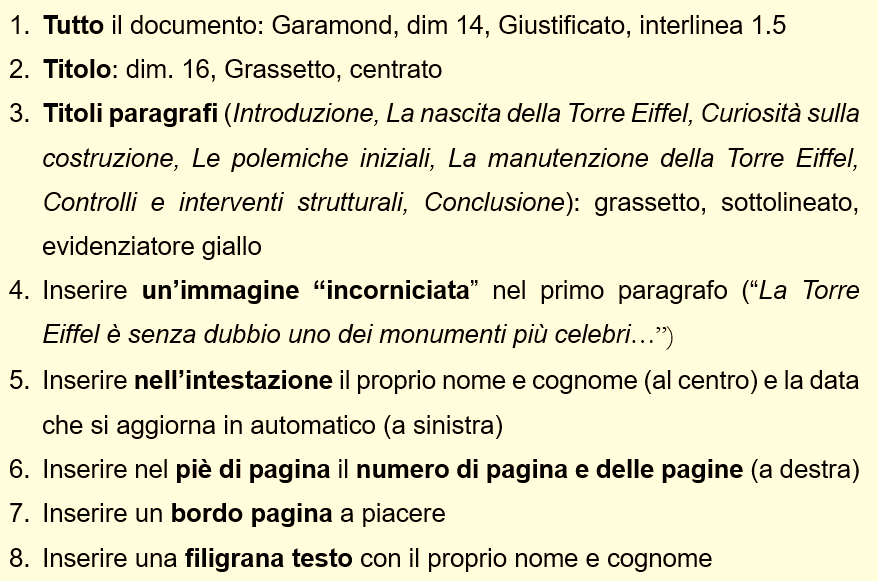 1. Tutto il documento: Garamond, dim 14, Giustificato, interlinea 1.5
2. Titolo: dim. 16, Grassetto, centrato
3. Titoli paragrafi (Introduzione, La nascita della Torre Eiffel, Curiosità sulla
costruzione, Le polemiche iniziali, La manutenzione della Torre Eiffel,
Controlli e interventi strutturali, Conclusione): grassetto, sottolineato,
evidenziatore giallo
4. Inserire un’immagine “incorniciata” nel primo paragrafo (“La Torre
Eiffel è senza dubbio uno dei monumenti più celebri…”)
5. Inserire nell’intestazione il proprio nome e cognome (al centro) e la data
che si aggiorna in automatico (a sinistra)
6. Inserire nel piè di pagina il numero di pagina e delle pagine (a destra)
7. Inserire un bordo pagina a piacere
8. Inserire una filigrana testo con il proprio nome e cognome